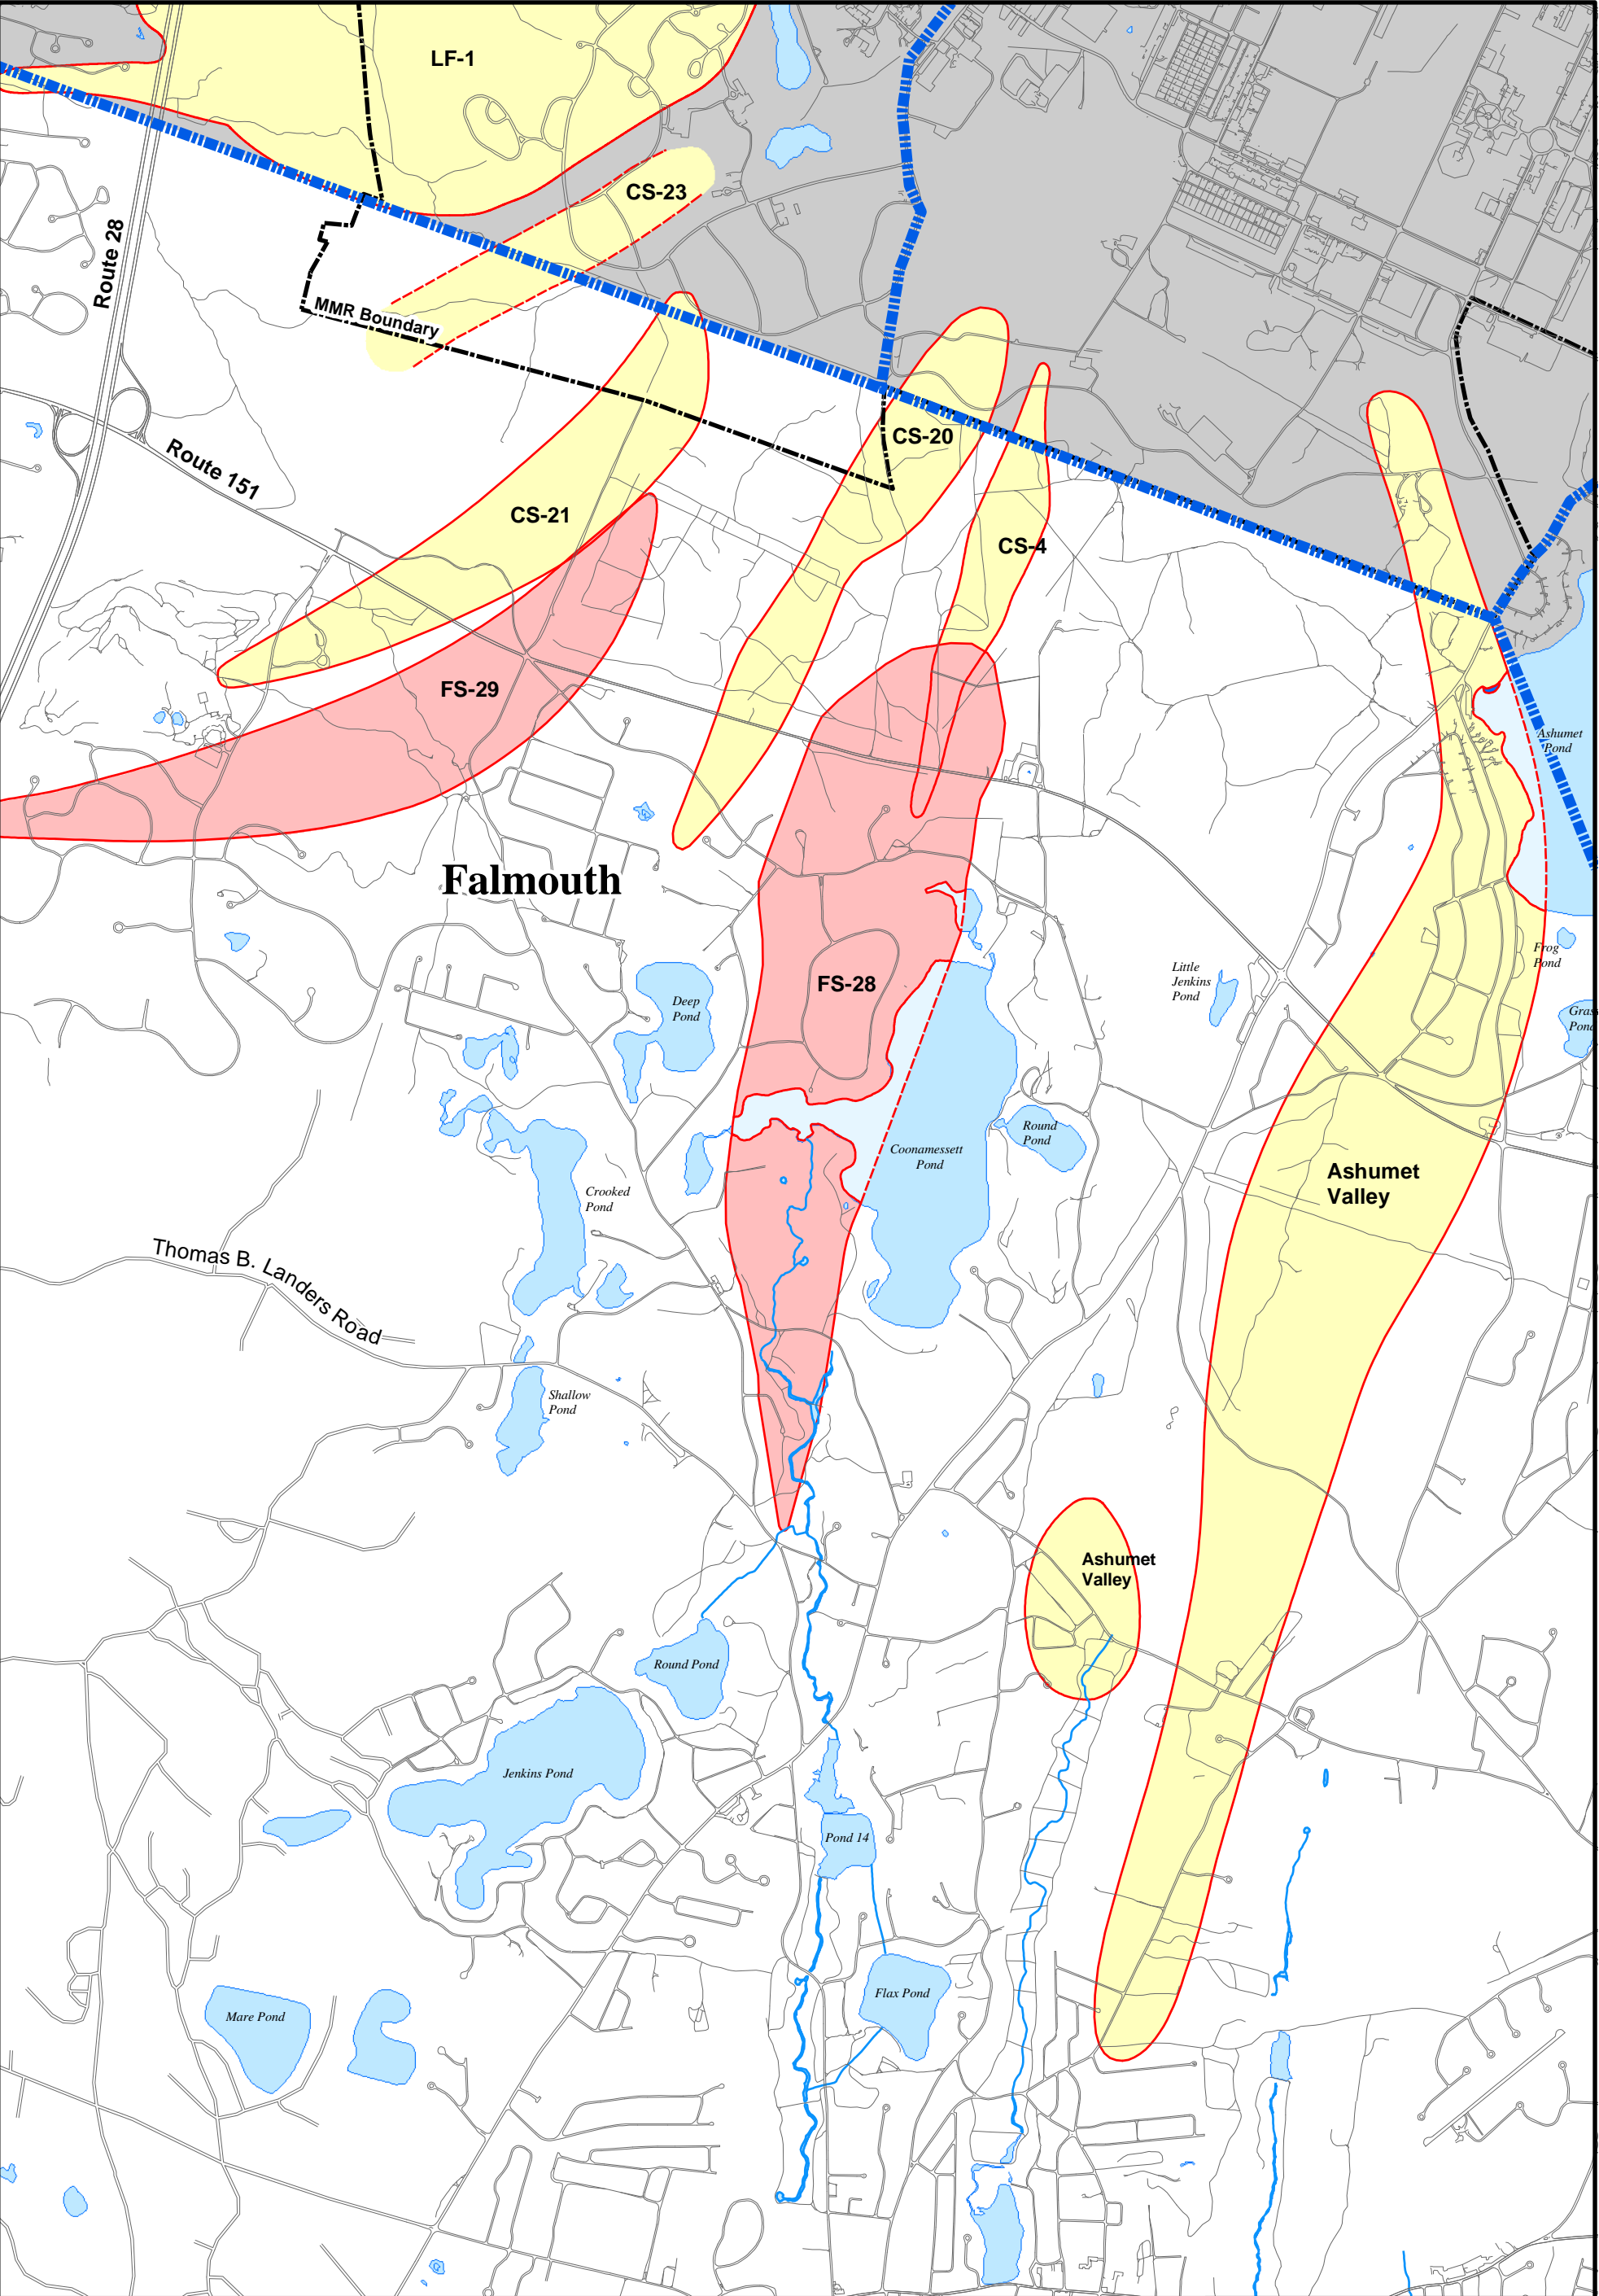 LF-1
CS-23
Route 28
MMR Boundary
CS-20
Route 151
CS-21
CS-4
FS-29
Ashumet
Pond
Falmouth
Frog
Pond
Little
Jenkins
Pond
FS-28
Deep
Pond
Gras
Pond
Round
Pond
Coonamessett
Pond
Ashumet
Valley
Crooked
Pond
Thomas B. Landers Road
Shallow
Pond
Ashumet
Valley
Round Pond
Jenkins Pond
Pond 14
Flax Pond
Mare Pond